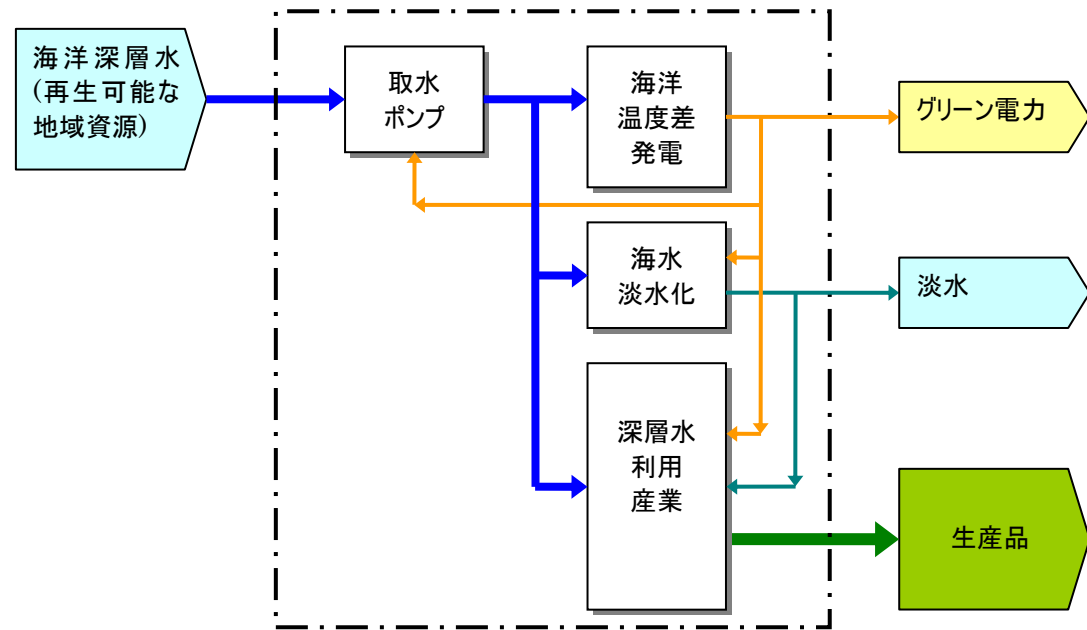 海洋深層水
(再生可能な
地域資源)
取水
ポンプ
海洋
温度差
発電
グリーン電力
海水
淡水化
淡水
深層水
利用
産業
生産品